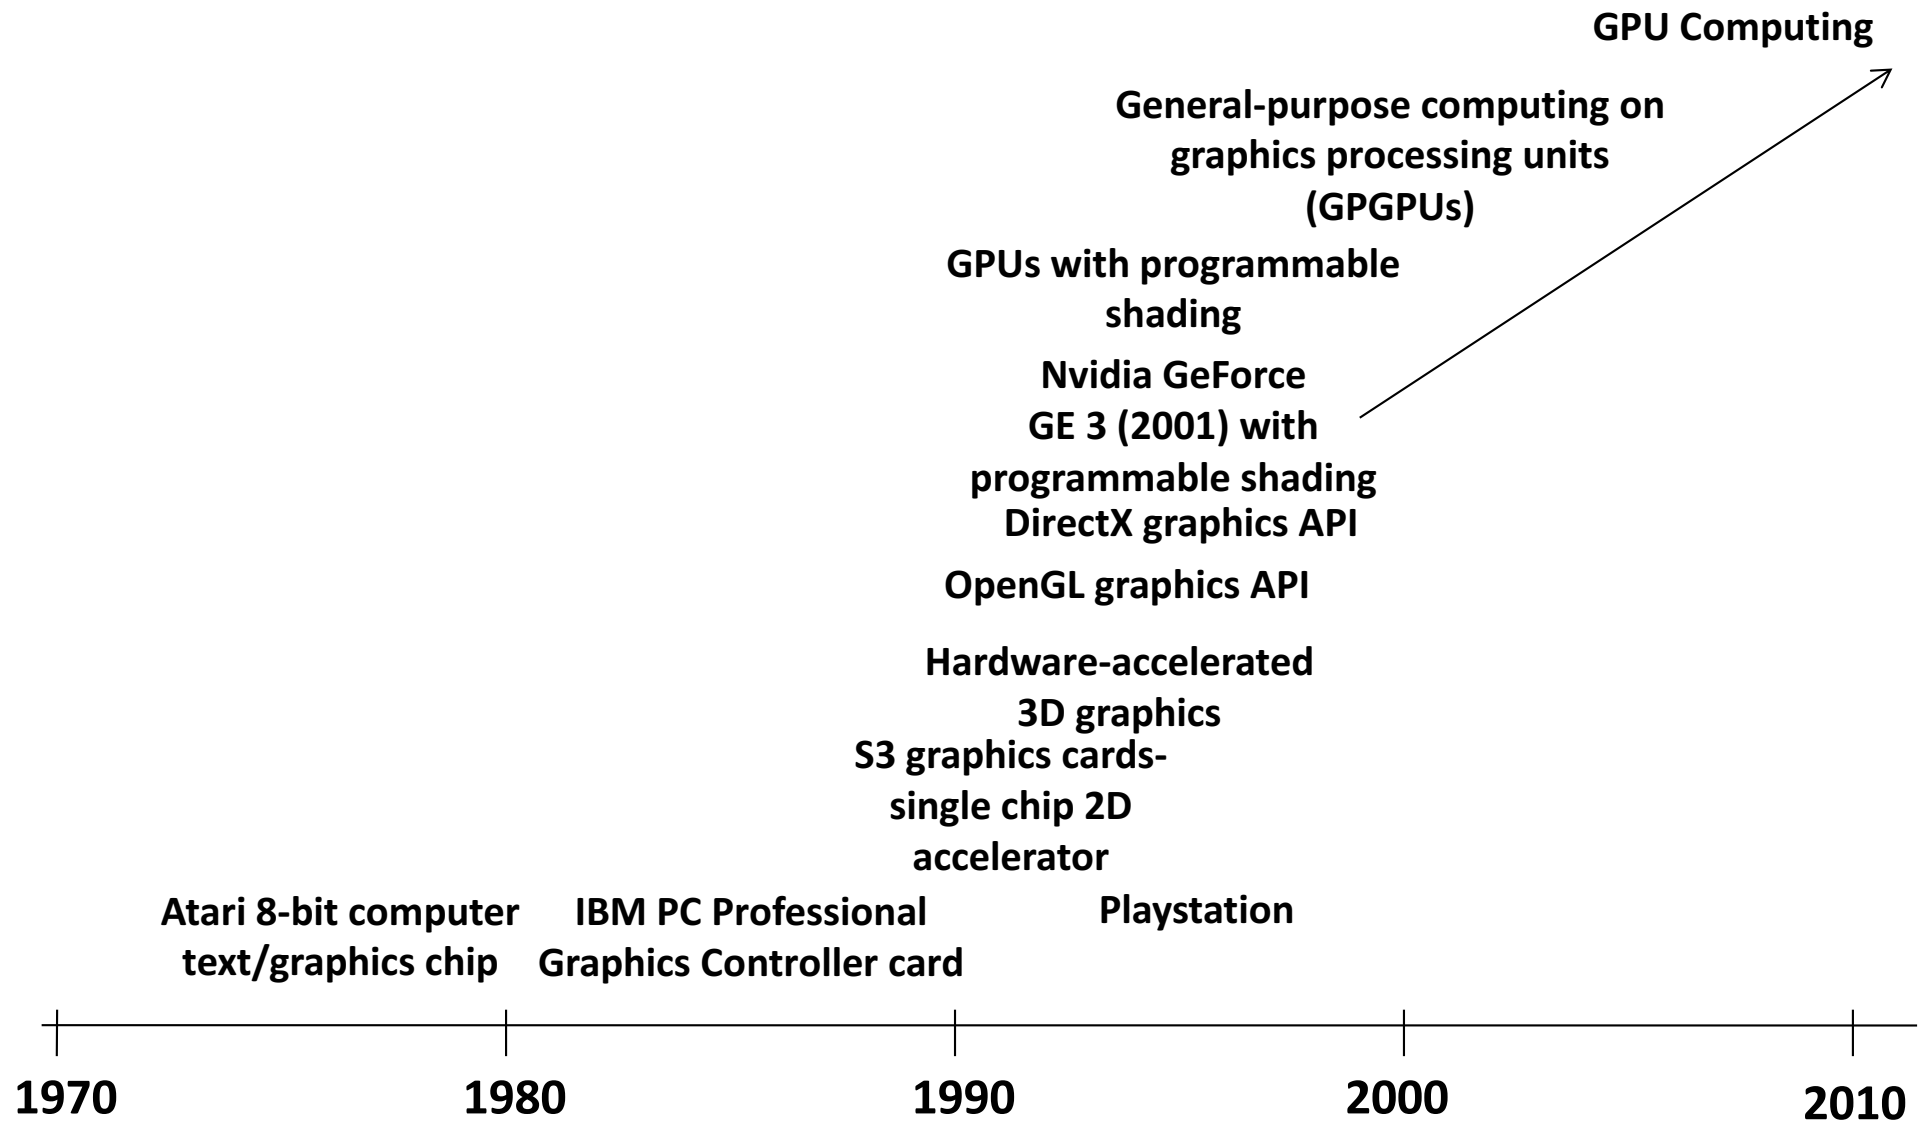 GPU Computing
General-purpose computing on
graphics processing units
(GPGPUs)
GPUs with programmable
shading
Nvidia GeForce
GE 3 (2001) with
programmable shading
DirectX graphics API
OpenGL graphics API
Hardware-accelerated
3D graphics
S3 graphics cards-
single chip 2D
accelerator
Atari 8-bit computer
text/graphics chip
IBM PC Professional
Graphics Controller card
Playstation
1970
1980
1990
2000
2010